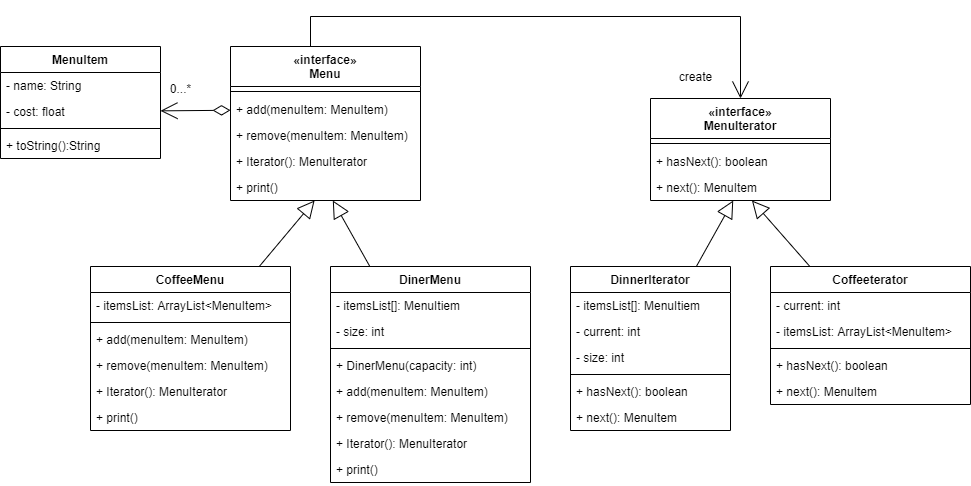 MenuItem
- name: String
- cost: float
+ toString():String
0...*
«interface»
Menu
+ add(menuItem: MenuItem)
+ remove(menuItem: MenuItem)
+ Iterator(): MenuIterator
+ print()
create
«interface»
MenuIterator
+ hasNext(): boolean
+ next(): MenuItem
CoffeeMenu
- itemsList: ArrayList<MenuItem>
+ add(menuItem: MenuItem)
+ remove(menuItem: MenuItem)
+ Iterator(): MenuIterator
+ print()
DinerMenu
- itemsList[]: MenuItiem
- size: int
+ DinerMenu(capacity: int)
+ add(menuItem: MenuItem)
+ remove(menuItem: MenuItem)
+ Iterator(): MenuIterator
+ print()
DinnerIterator
- itemsList[]: MenuItiem
- current: int
- size: int
+ hasNext(): boolean
+ next(): MenuItem
Coffeeterator
- current: int
- itemsList: ArrayList<MenuItem>
+ hasNext(): boolean
+ next(): MenuItem